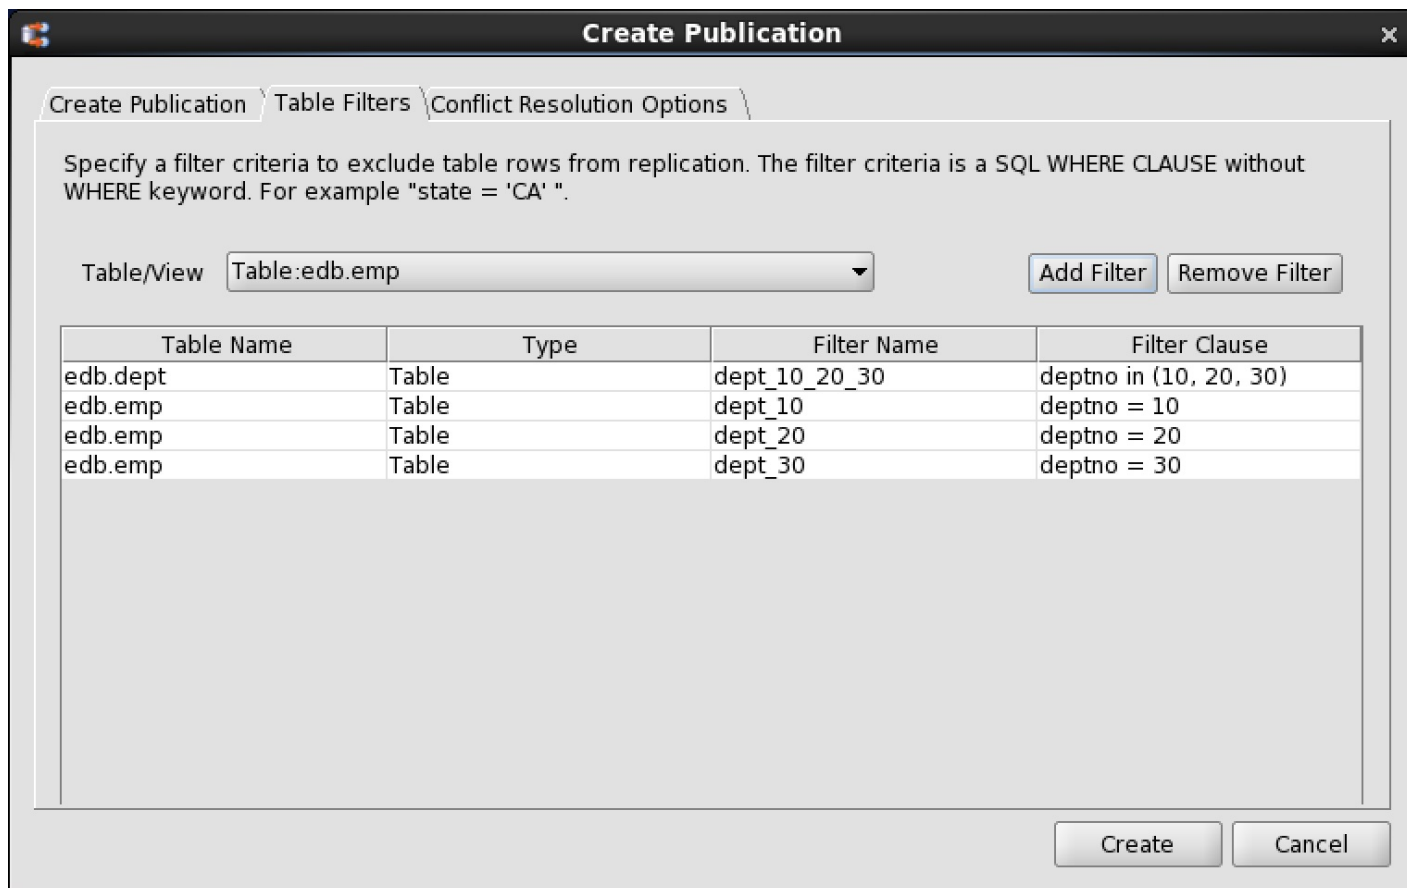 Create Publication
Create Publication Table Filters Conflict Resolution Options
Specify a filter criteria to exclude table rows from replication. The filter criteria is a SQL WHERE CLAUSE without
WHERE keyword. For example "state = 'CA' ".
Table/View Table:edb.emp Add Filter Remove Filter
Table Name Type Filter Name Filter Clause
edb.dept Table dept_10_20_30 deptno in (10, 20, 30)
edb.emp Table dept_10 deptno = 10
edb.emp Table dept_20 deptno = 20
edb.emp Table dept_30 deptno = 30
Create Cancel